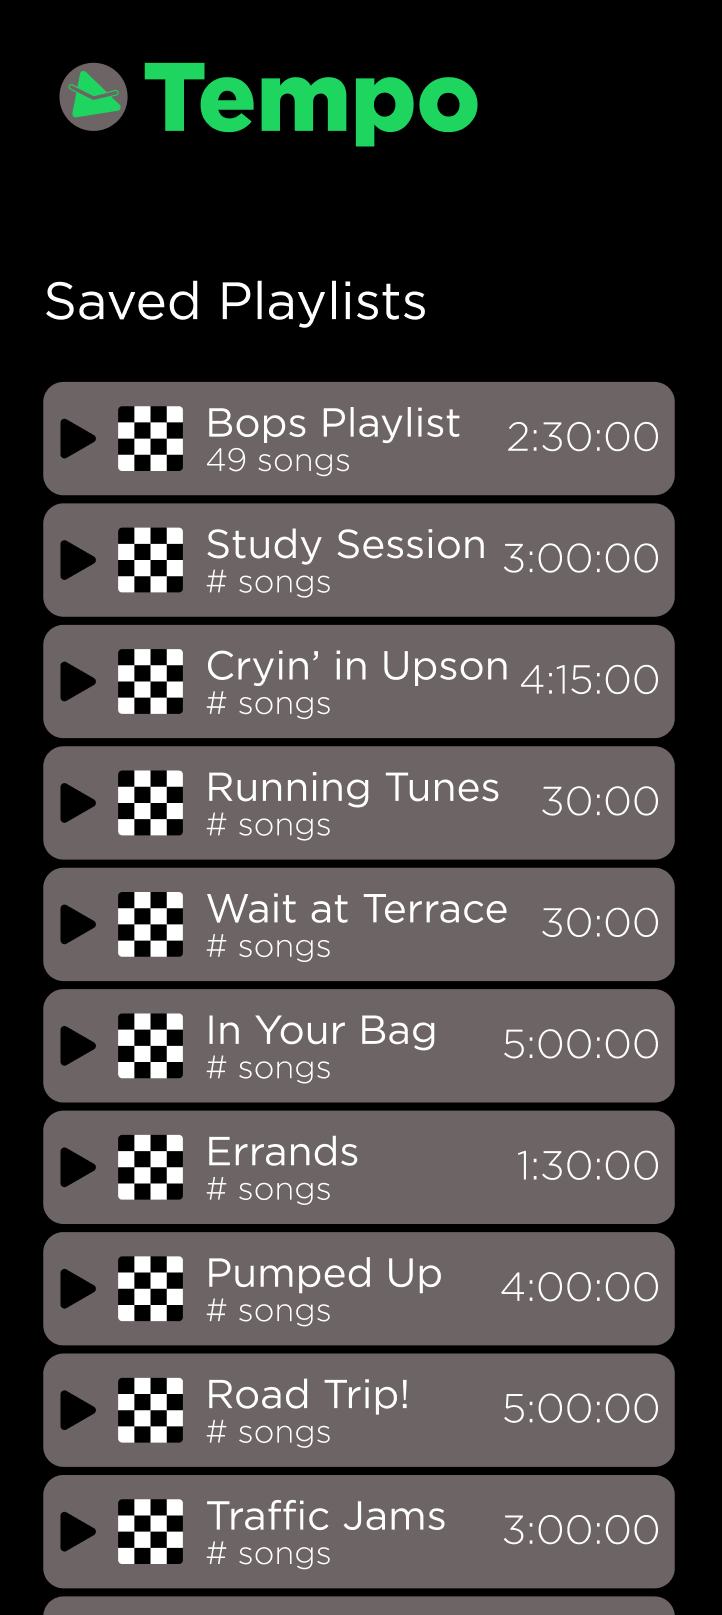 Tempo
Saved Playlists
Bops Playlist
49 songs
2:30:00
Study Session
# songs
3:00:00
Cryin’ in Upson
# songs
4:15:00
Running Tunes
# songs
30:00
Wait at Terrace
# songs
30:00
In Your Bag
# songs
5:00:00
Errands
# songs
1:30:00
Pumped Up
# songs
4:00:00
Road Trip!
# songs
5:00:00
Traffic Jams
# songs
3:00:00